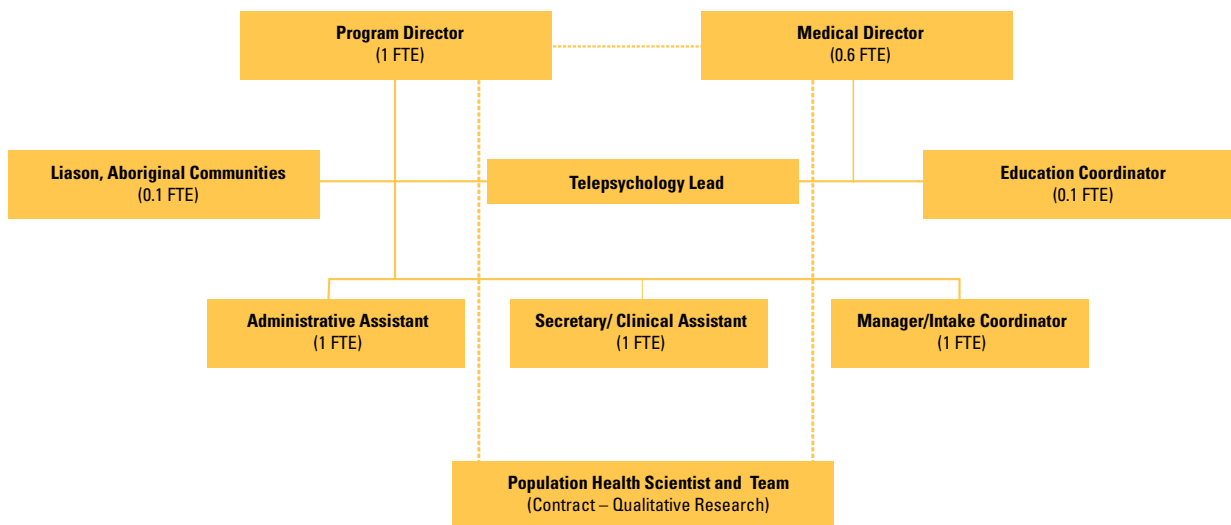 Program Director
(1 FTE)
Medical Director
(0.6 FTE)
Liason, Aboriginal Communities
(0.1 FTE)
Telepsychology Lead
Education Coordinator
(0.1 FTE)
Administrative Assistant
(1 FTE)
Secretary/ Clinical Assistant
(1 FTE)
Manager/Intake Coordinator
(1 FTE)
Population Health Scientist and Team
(Contract – Qualitative Research)